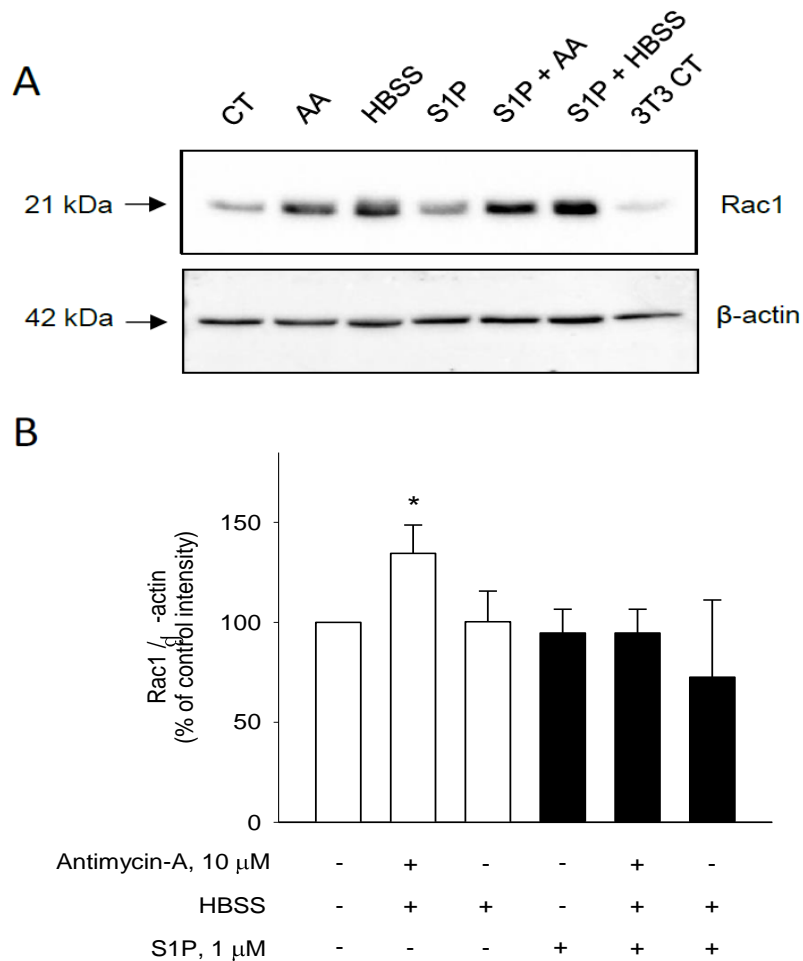 A
CT AA HBSS S1P S1P + AA S1P + HBSS 3T3 CT
21 kDa Rac1
42 kDa β-actin
B
Rac1 / -actin
(% of control intensity)
150
*
100
50
0
Antimycin-A, 10 μM - + - - + -
HBSS - + + - + +
S1P, 1 μM - - - + + +